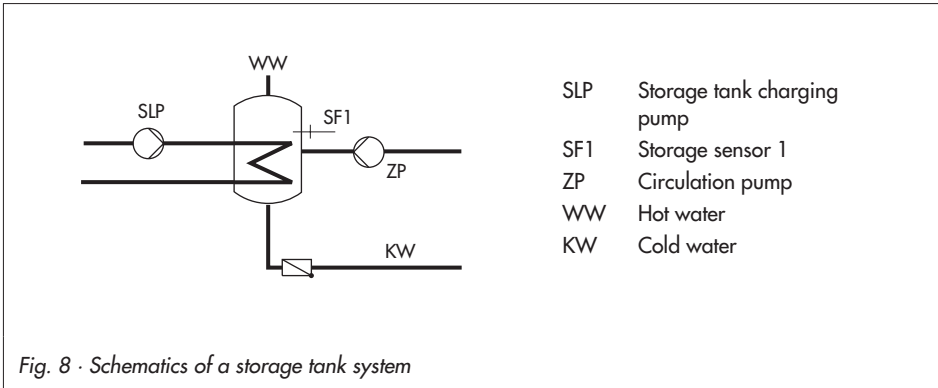 WW
SLP
SF1
ZP
KW
SLP Storage tank charging
pump
SF1 Storage sensor 1
ZP Circulation pump
WW Hot water
KW Cold water
Fig. 8 · Schematics of a storage tank system